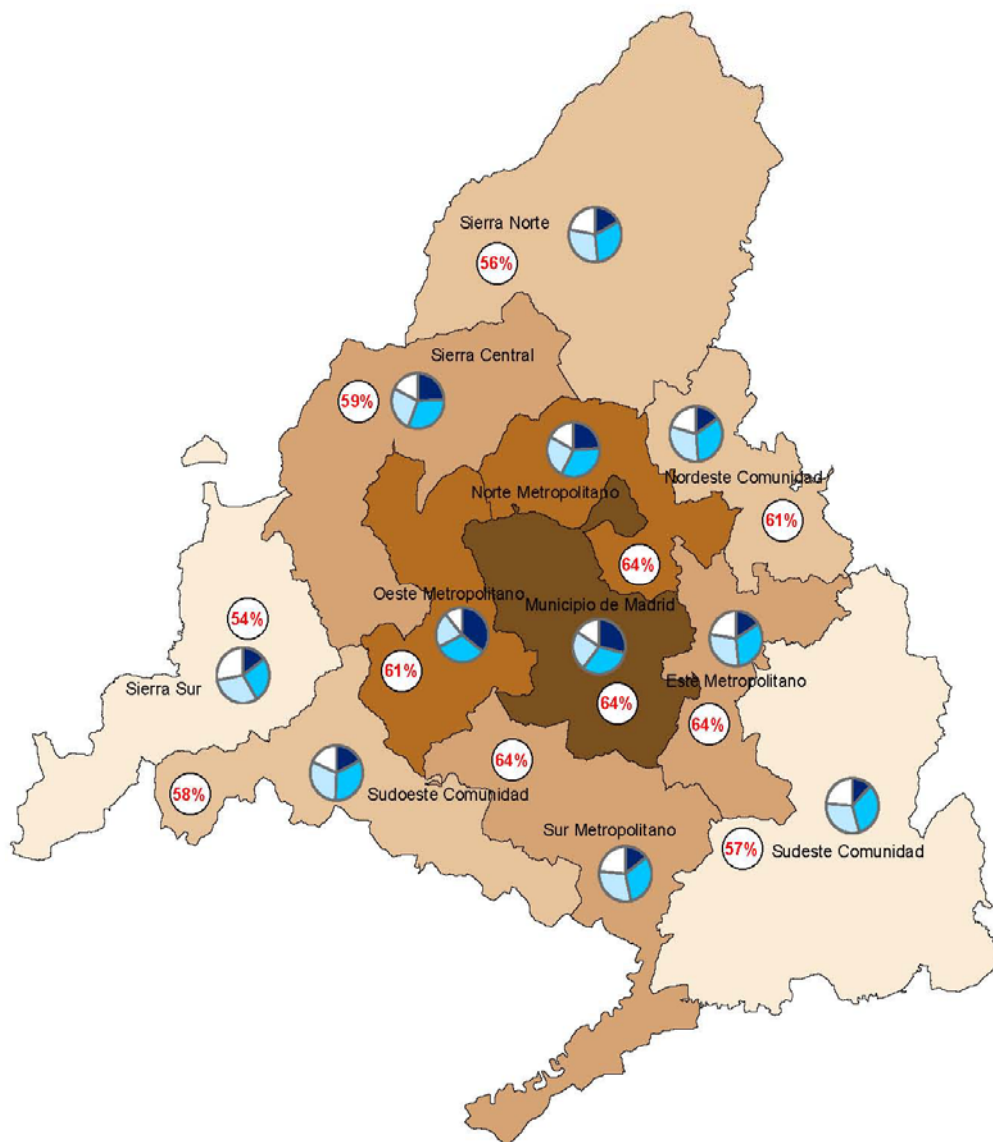 Sierra Norte
56%
Sierra Central
59%
Nordeste Comunidad
Norte Metropolitano
61%
64%
Oeste Metropolitano
Municipio de Madrid
54%
61%
Este Metropolitano
Sierra Sur
64%
64%
64%
58%
Sudoeste Comunidad
Sur Metropolitano
57%
Sudeste Comunidad